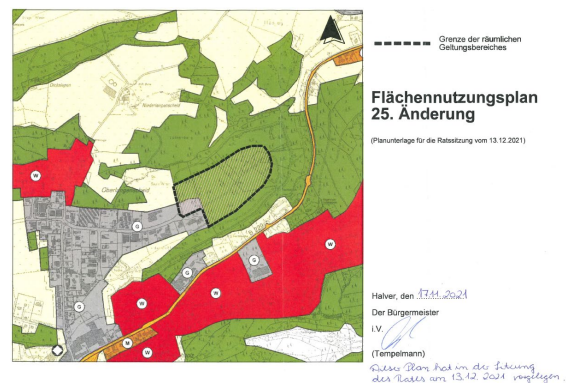 Grenze der räumlichen
Geltungsbereiches
Flächennutzungsplan
25. Änderung
(Planunterlage für die Ratssitzung vom 13.12.2021)
W
G
W
G
G
W
G
W
W
M
W
Halver, den 17.11.2021
Der Bürgermeister
i.V.
(Tempelmann)
Dieser Plan hat in der Sitzung
des Rates am 13.12.2021 vorgelegen.